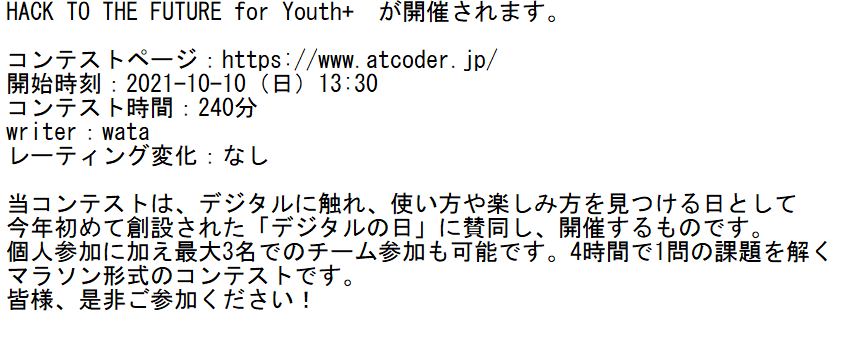 HACK TO THE FUTURE for Youth+　が開催されます。
コンテストページ：https://www.atcoder.jp/
開始時刻：2021-10-10（日）13:30
コンテスト時間：240分
writer：wata
レーティング変化：なし
当コンテストは、デジタルに触れ、使い方や楽しみ方を見つける日として
今年初めて創設された「デジタルの日」に賛同し、開催するものです。
個人参加に加え最大3名でのチーム参加も可能です。4時間で1問の課題を解く
マラソン形式のコンテストです。
皆様、是非ご参加ください！